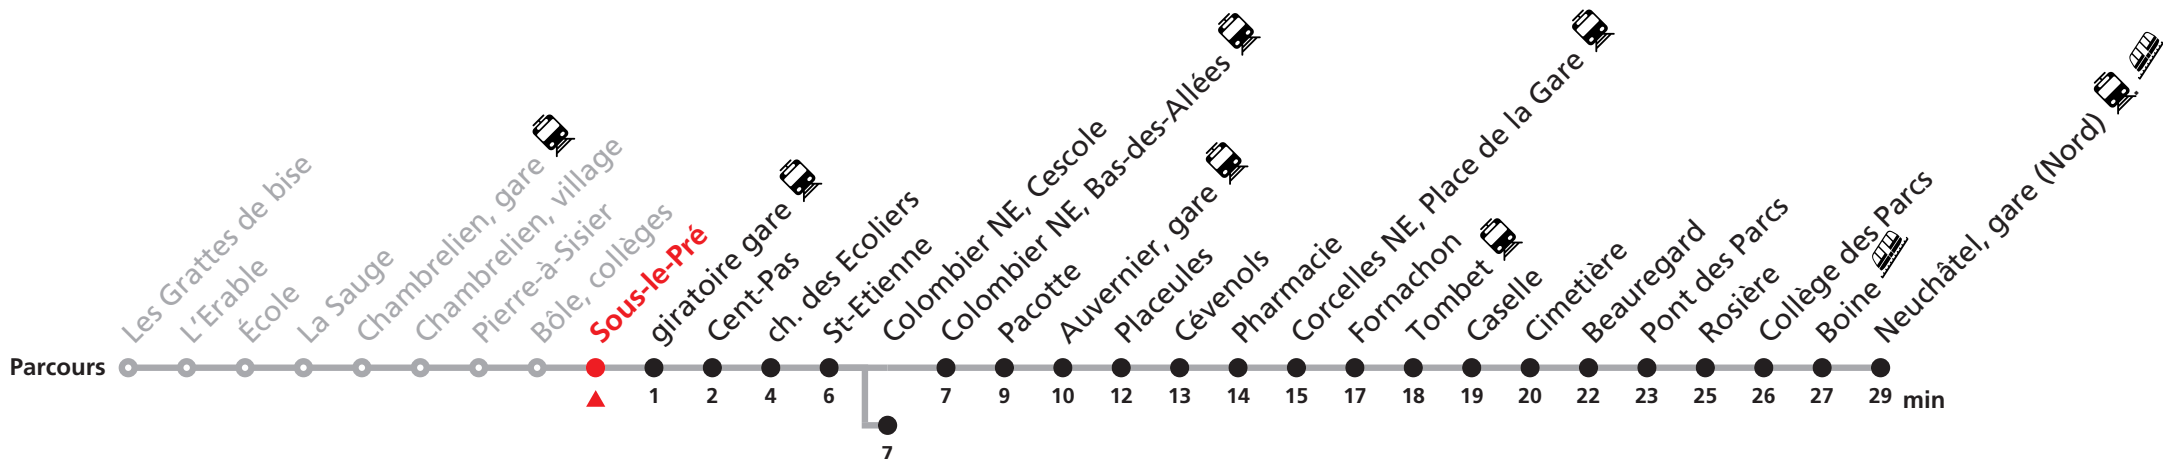 Les Grattes de bise
L'Erable
École
La Sauge
Chambrelien, gare
Chambrelien, village
Pierre-à-Sisier
Bôle, collèges
Sous-le-Pré
giratoire gare
Cent-Pas
ch. des Ecoliers
St-Etienne
Colombier NE, Cescole
Colombier NE, Bas-des-Allées
Pacotte
Auvernier, gare
Placeules
Cévenols
Pharmacie
Corcelles NE, Place de la Gare
Fornachon
Tombet
Caselle
Cimetière
Beauregard
Pont des Parcs
Rosière
Collège des Parcs
Boine
Neuchâtel, gare (Nord)
Parcours
1 2 4 6 7 9 10 12 13 14 15 17 18 19 20 22 23 25 26 27 29 min
7